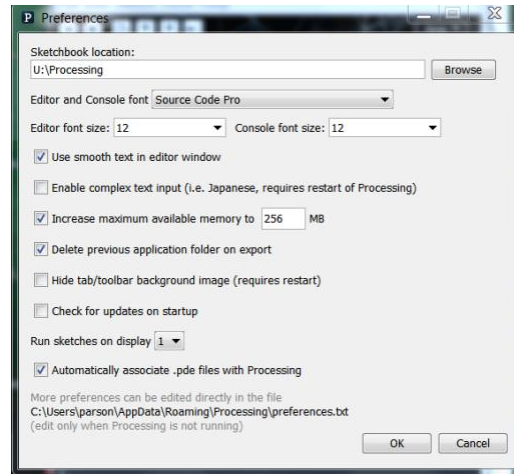 P Preferences
Sketchbook location:
U:\Processing Browse
Editor and Console font Source Code Pro
Editor font size: 12 Console font size: 12
Use smooth text in editor window
Enable complex text input (i.e. Japanese, requires restart of Processing)
Increase maximum available memory to 256 MB
Delete previous application folder on export
Hide tab/toolbar background image (requires restart)
Check for updates on startup
Run sketches on display 1
Automatically associate .pde files with Processing
More preferences can be edited directly in the file
C:\Users\parson\AppData\Roaming\Processing\preferences.txt
(edit only when Processing is not running)
OK Cancel